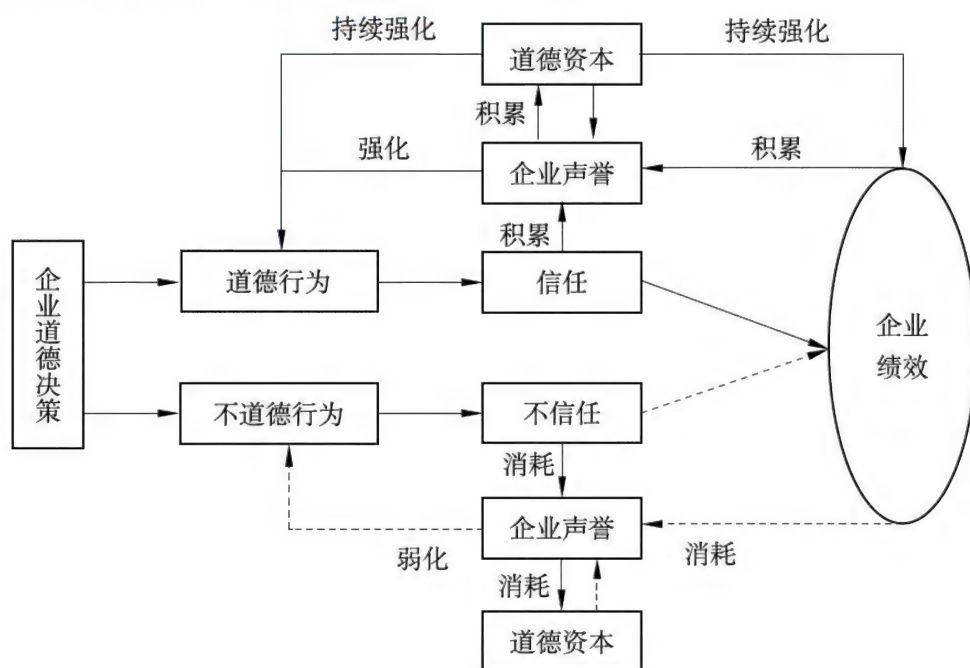 持续强化
道德资本
持续强化
积累
强化
企业声誉
积累
积累
企业道德决策
道德行为
信任
企业
绩效
不道德行为
不信任
消耗
企业声誉
弱化
消耗
消耗
道德资本